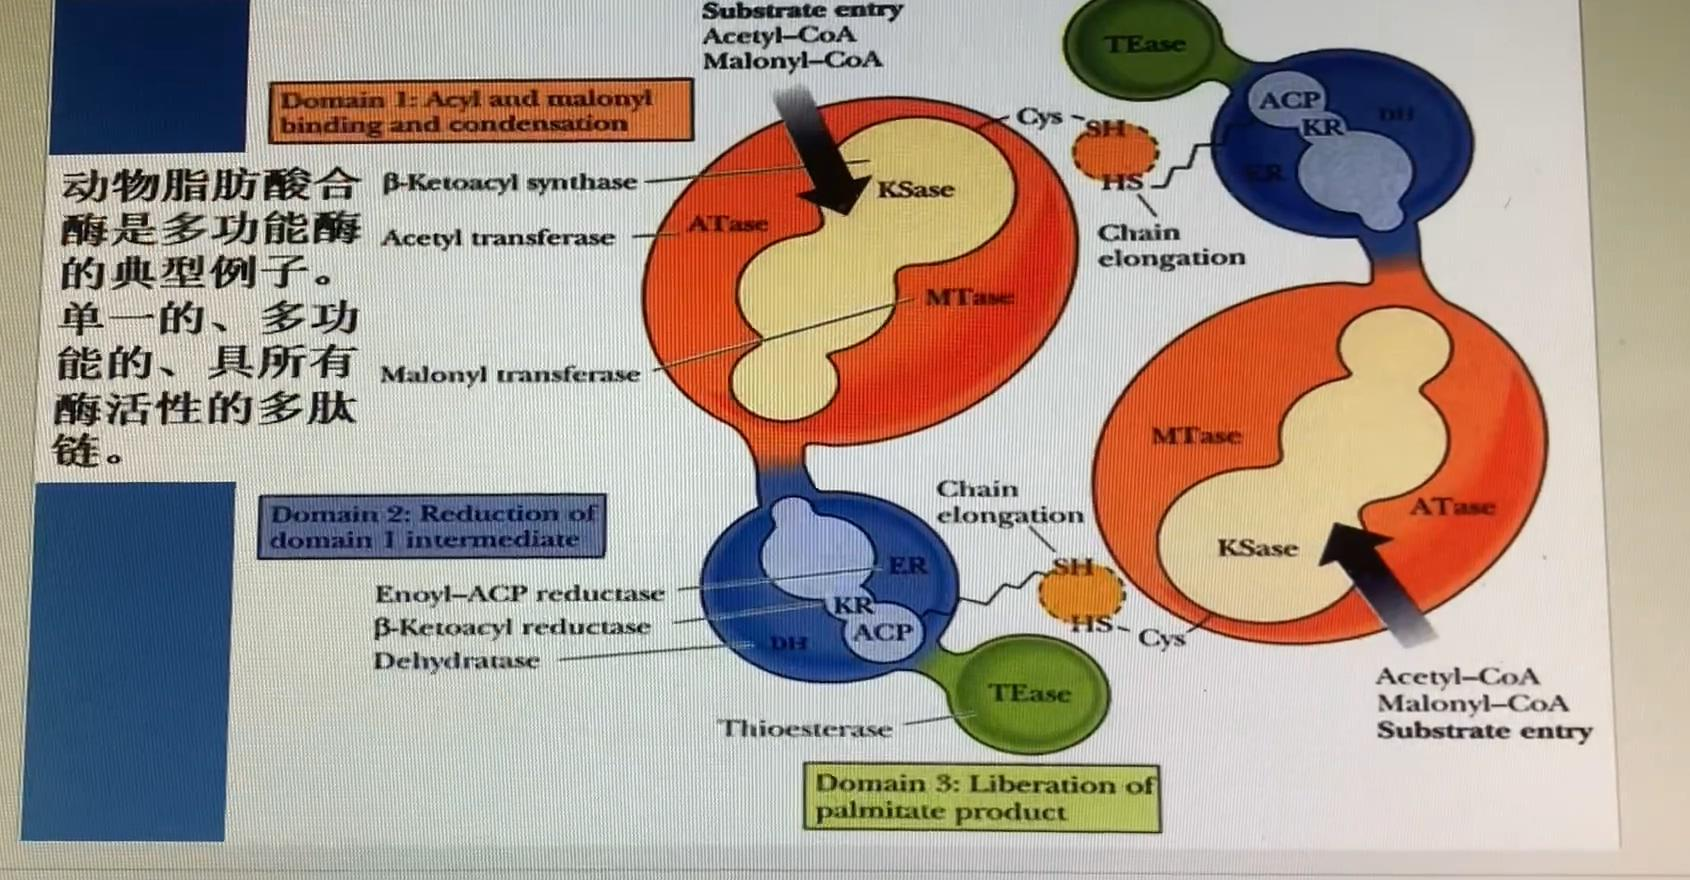 Substrate entry
Acetyl–CoA
Malonyl–CoA
TEase
Domain 1: Acyl and malonyl
binding and condensation
ACP
DH
KR
ER
Cys
SH
HS
Chain
elongation
动物脂肪酸合
酶是多功能酶
的典型例子。
单一的、多功
能的、具所有
酶活性的多肽
链。
β-Ketoacyl synthase
KSase
Acetyl transferase
ATase
MTase
Malonyl transferase
MTase
ATase
KSase
Domain 2: Reduction of
domain 1 intermediate
Chain
elongation
SH
HS
Cys
Enoyl–ACP reductase
ER
β-Ketoacyl reductase
KR
Dehydratase
DH
ACP
TEase
Thioesterase
Acetyl–CoA
Malonyl–CoA
Substrate entry
Domain 3: Liberation of
palmitate product